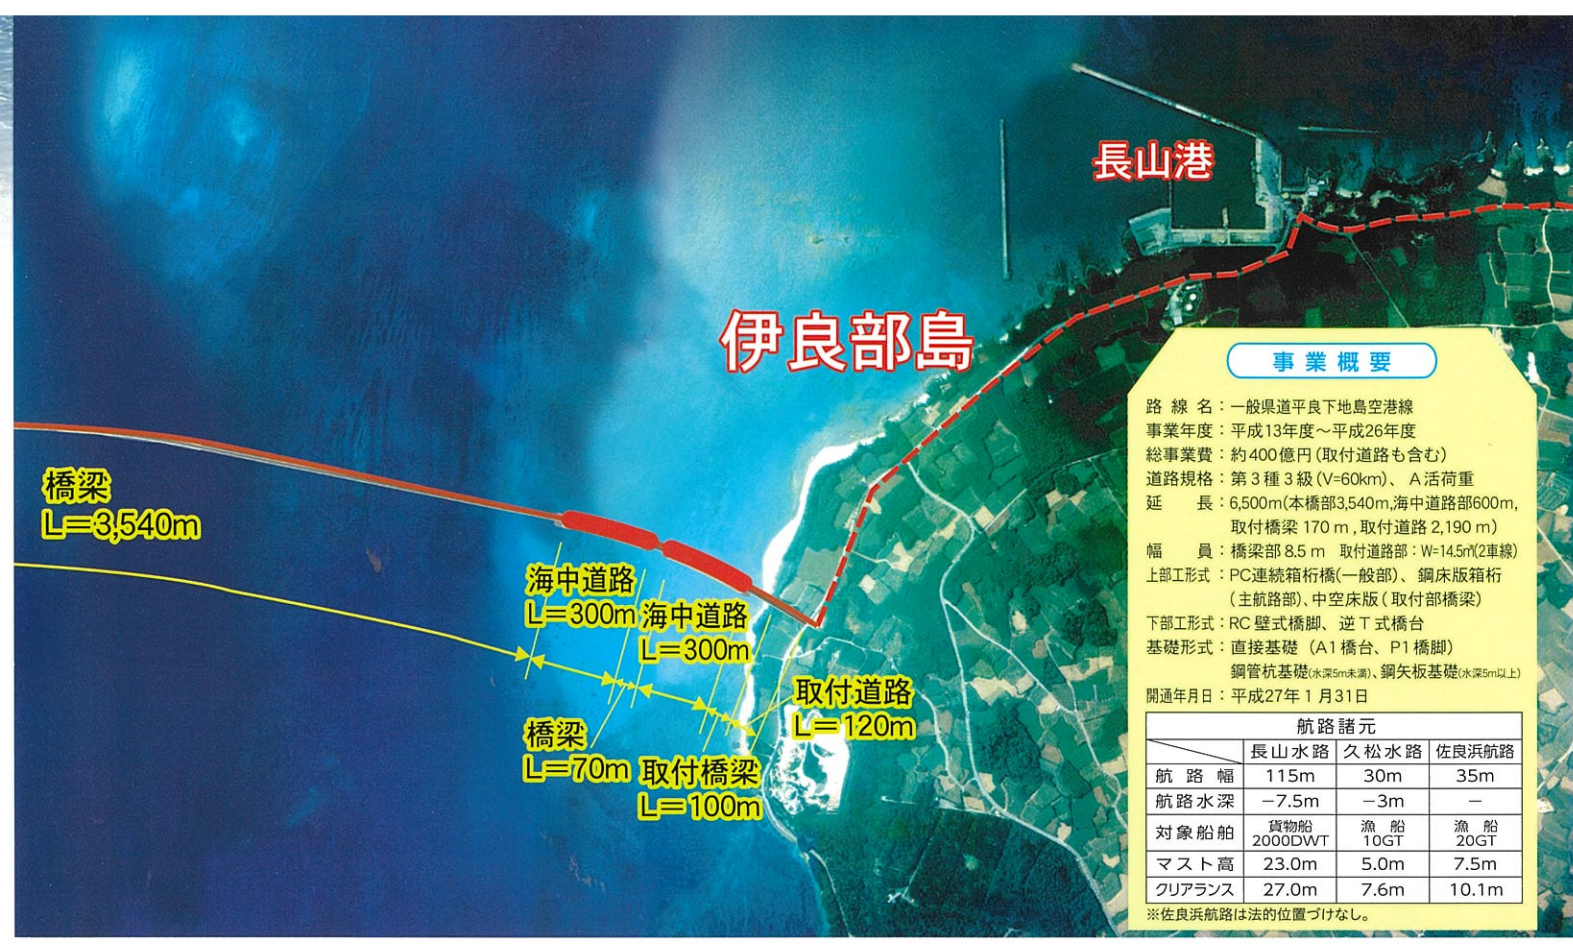 長山港
伊良部島
橋梁
L=3,540m
海中道路
L=300m
海中道路
L=300m
橋梁
L=70m
取付橋梁
L=100m
取付道路
L=120m
事業概要
路線名：一般県道平良下地島空港線
事業年度：平成13年度～平成26年度
総事業費：約400億円(取付道路も含む)
道路規格：第3種3級(V=60km)、A活荷重
延長：6,500m(本橋部3,540m,海中道路部600m,
取付橋梁170m,取付道路2,190m)
幅員：橋梁部8.5m 取付道路部：W=14.5㎡(2車線)
上部工形式：PC連続箱桁橋(一般部)、鋼床版箱桁
(主航路部)、中空床版(取付部橋梁)
下部工形式：RC壁式橋脚、逆T式橋台
基礎形式：直接基礎(A1橋台、P1橋脚)
鋼管杭基礎(水深5m未満)、鋼矢板基礎(水深5m以上)
開通年月日：平成27年1月31日
航路諸元
長山水路 久松水路 佐良浜航路
航路幅 115m 30m 35m
航路水深 −7.5m −3m −
対象船舶 貨物船 2000DWT 漁船 10GT 漁船 20GT
マスト高 23.0m 5.0m 7.5m
クリアランス 27.0m 7.6m 10.1m
※佐良浜航路は法的位置づけなし。